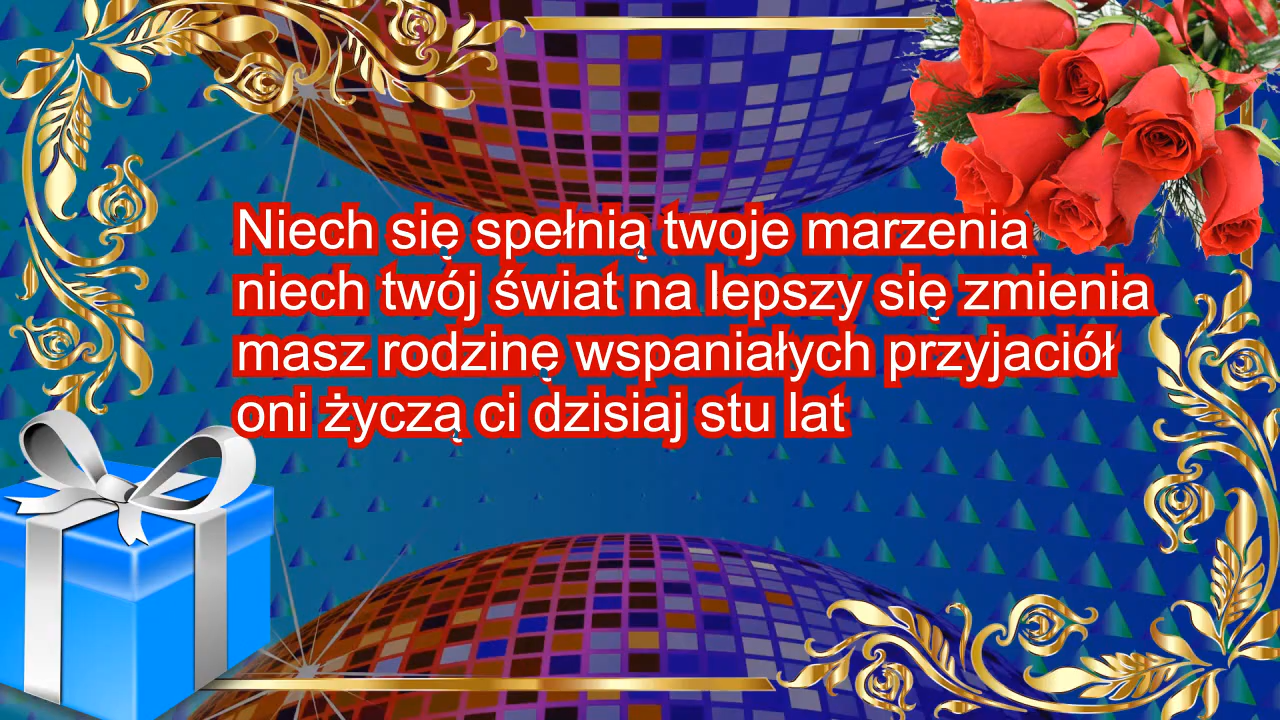 Niech się spełnią twoje marzenia
niech twój świat na lepszy się zmienia
masz rodzinę wspaniałych przyjaciół
oni życzą ci dzisiaj stu lat